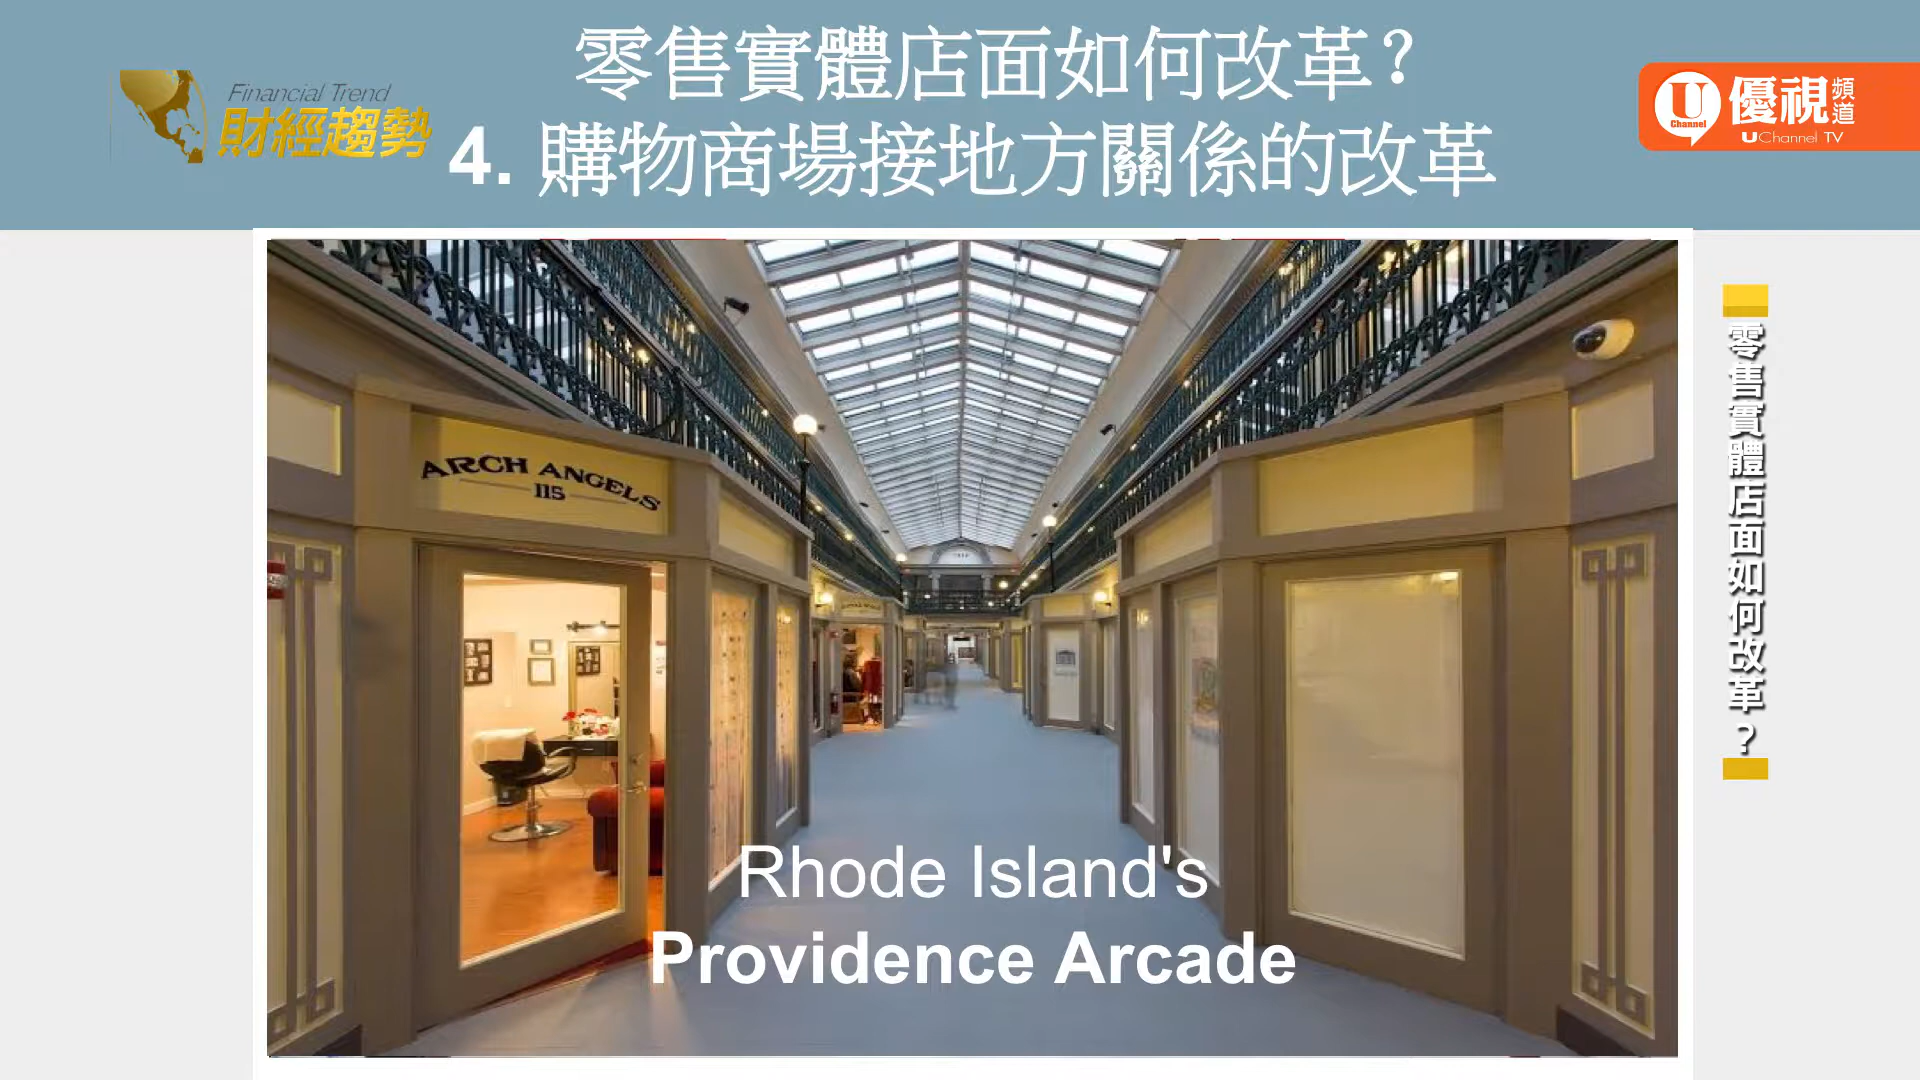 零售實體店面如何改革？
4. 購物商場接地方關係的改革
Financial Trend
財經趨勢
U
Channel
優視頻道
UChannel TV
ARCH ANGELS
115
Rhode Island's
Providence Arcade
零售實體店面如何改革？